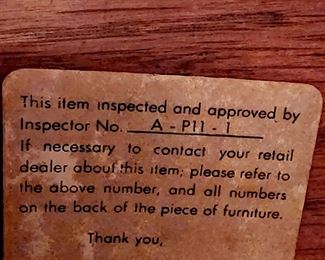 This item inspected and approved by
Inspector No. A - P11 - 1
If necessary to contact your retail
dealer about this item, please refer to
the above number, and all numbers
on the back of the piece of furniture.
Thank you,